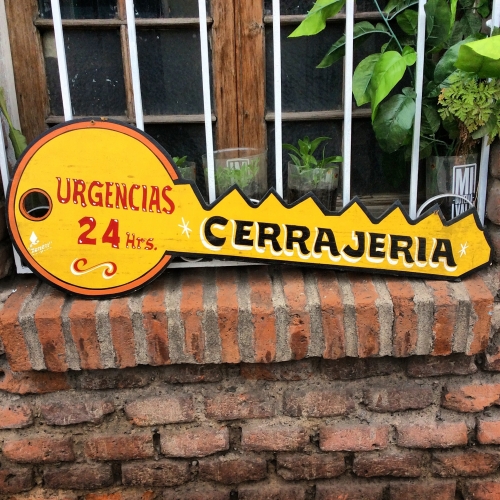 URGENCIAS
24 Hrs.
CERRAJERIA